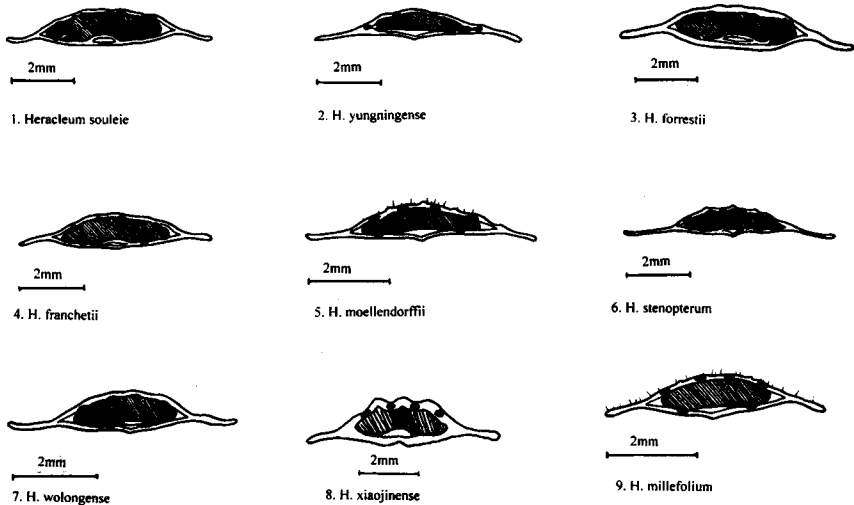 2mm 2mm 2mm
1. Heracleum souleie 2. H. yungningense 3. H. forrestii
2mm 2mm 2mm
4. H. franchetii 5. H. moellendorffii 6. H. stenopterum
2mm 2mm 2mm
7. H. wolongense 8. H. xiaojinense 9. H. millefolium